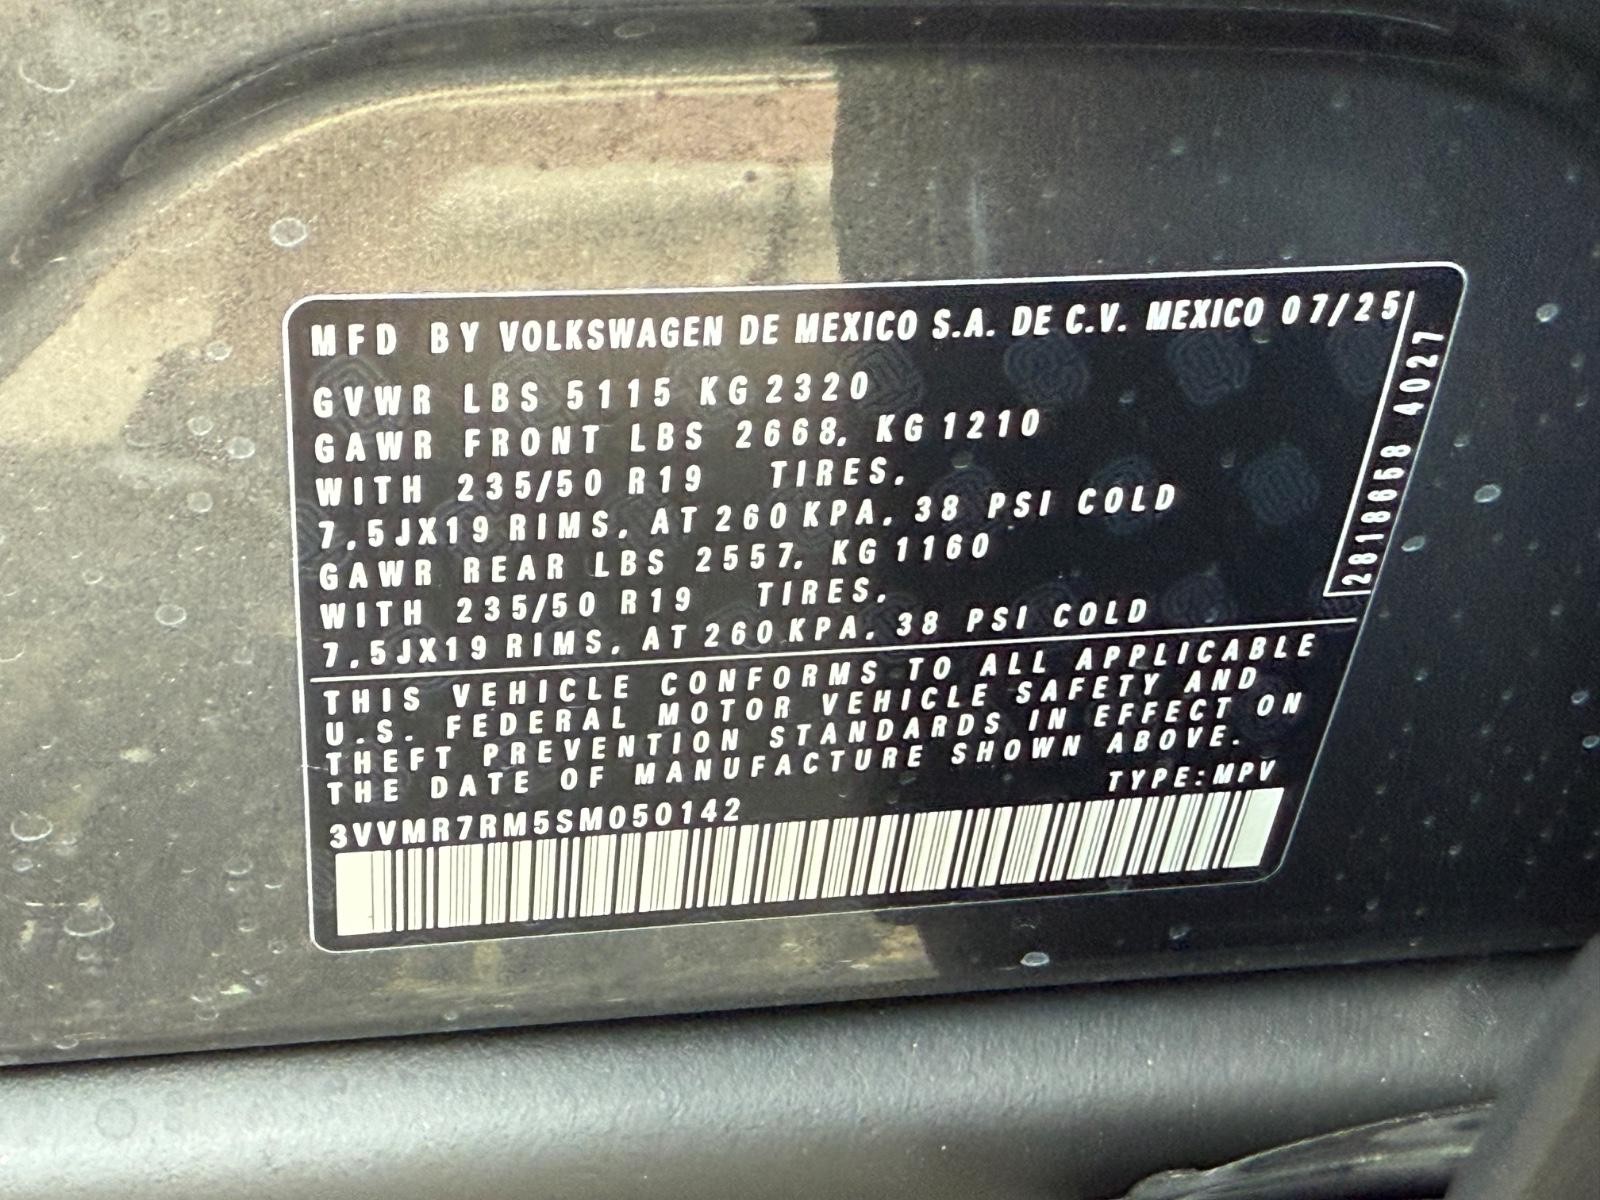 MFD BY VOLKSWAGEN DE MEXICO S.A. DE C.V. MEXICO 07/25
GVWR LBS 5115 KG 2320
GAWR FRONT LBS 2668, KG 1210
WITH 235/50 R19 TIRES,
7,5JX19 RIMS, AT 260 KPA, 38 PSI COLD
GAWR REAR LBS 2557, KG 1160
WITH 235/50 R19 TIRES,
7,5JX19 RIMS, AT 260 KPA, 38 PSI COLD
2818658 4027
THIS VEHICLE CONFORMS TO ALL APPLICABLE
U.S. FEDERAL MOTOR VEHICLE SAFETY AND
THEFT PREVENTION STANDARDS IN EFFECT ON
THE DATE OF MANUFACTURE SHOWN ABOVE.
TYPE:MPV
3VVMR7RM5SM050142